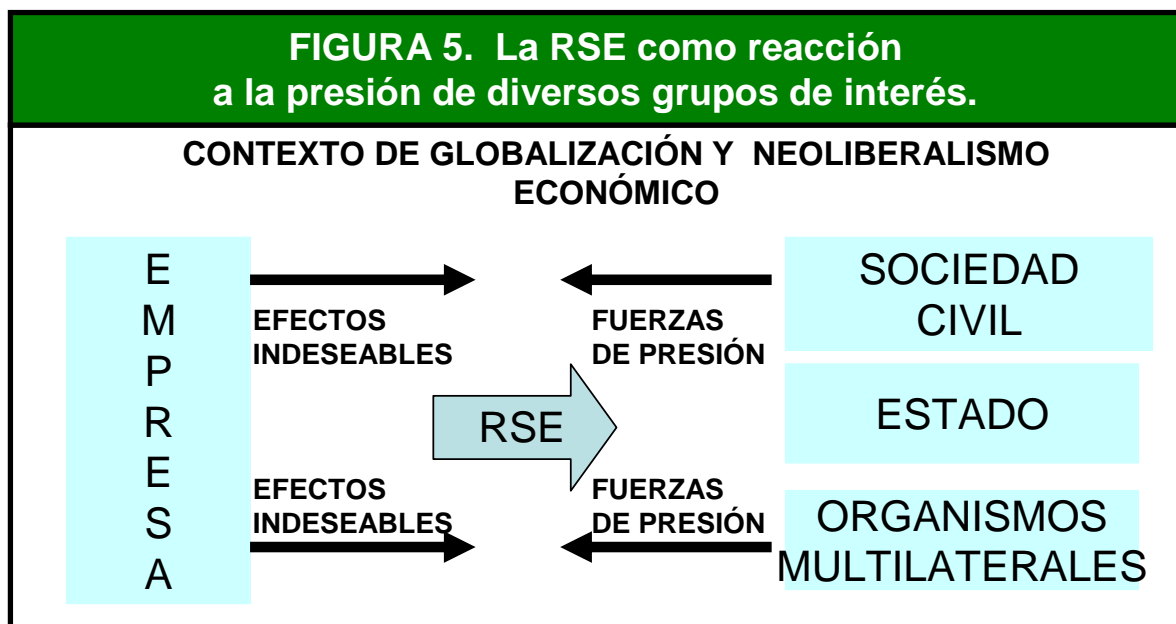 FIGURA 5. La RSE como reacción
a la presión de diversos grupos de interés.
CONTEXTO DE GLOBALIZACIÓN Y NEOLIBERALISMO
ECONÓMICO
E
M
P
R
E
S
A
EFECTOS
INDESEABLES
FUERZAS
DE PRESIÓN
SOCIEDAD
CIVIL
RSE
ESTADO
EFECTOS
INDESEABLES
FUERZAS
DE PRESIÓN
ORGANISMOS
MULTILATERALES